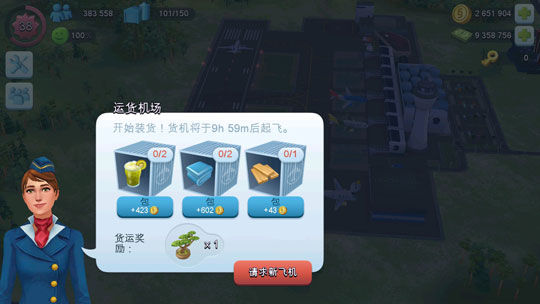 36
383 558
101/150
2 651 904
100%
9 358 756
0
运货机场
开始装货！货机将于9h 59m后起飞。
0/2
0/2
0/1
包
+423
包
+602
包
+43
货运奖
励：
x 1
请求新飞机